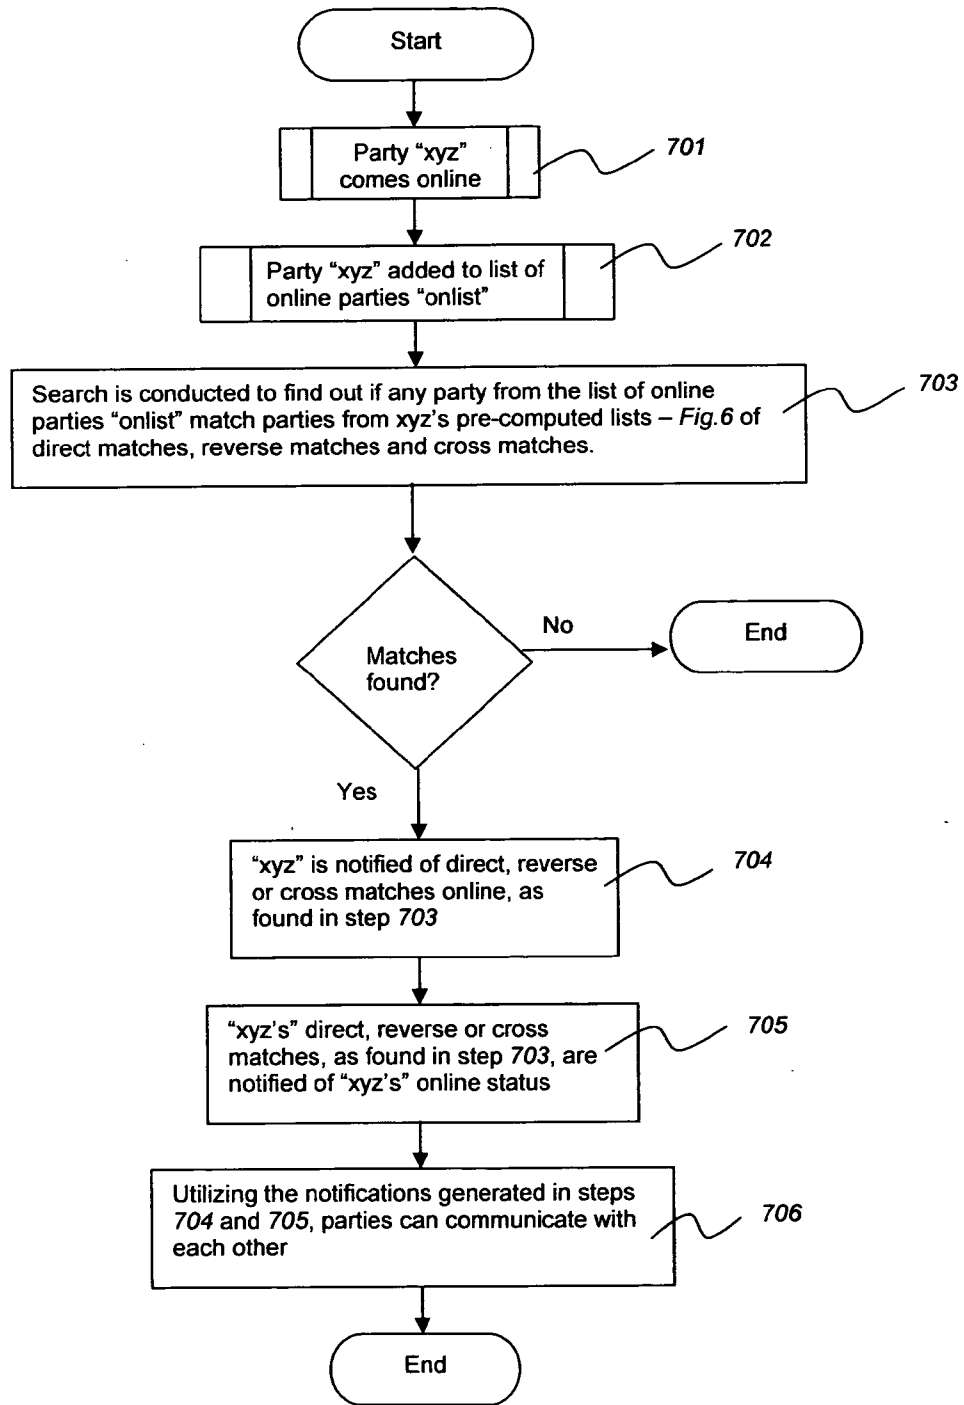 Start
Party "xyz"
comes online
701
Party "xyz" added to list of
online parties "onlist"
702
Search is conducted to find out if any party from the list of online
parties "onlist" match parties from xyz's pre-computed lists – Fig.6 of
direct matches, reverse matches and cross matches.
703
Matches
found?
No
End
Yes
"xyz" is notified of direct, reverse
or cross matches online, as
found in step 703
704
"xyz's" direct, reverse or cross
matches, as found in step 703, are
notified of "xyz's" online status
705
Utilizing the notifications generated in steps
704 and 705, parties can communicate with
each other
706
End